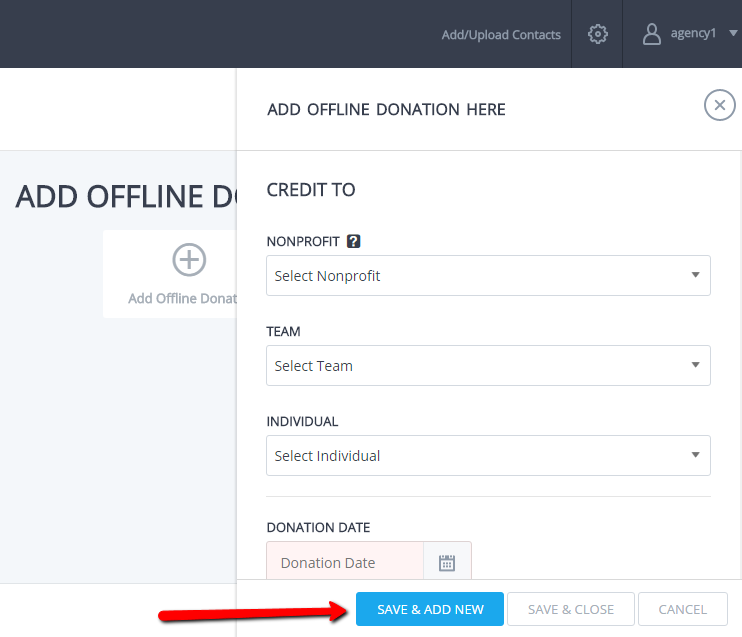 Add/Upload Contacts
agency1
ADD OFFLINE DONATION HERE
ADD OFFLINE D
Add Offline Donat
CREDIT TO
NONPROFIT ?
Select Nonprofit
TEAM
Select Team
INDIVIDUAL
Select Individual
DONATION DATE
Donation Date
SAVE & ADD NEW
SAVE & CLOSE
CANCEL